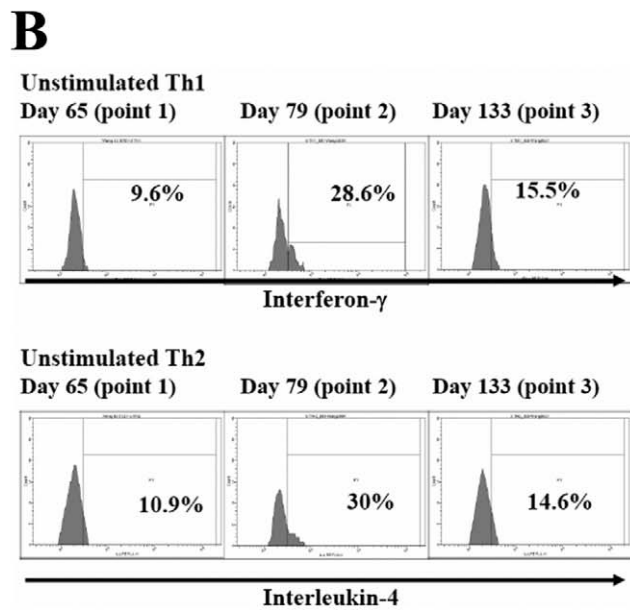 B
Unstimulated Th1
Day 65 (point 1) Day 79 (point 2) Day 133 (point 3)
9.6% 28.6% 15.5%
Interferon-γ
Unstimulated Th2
Day 65 (point 1) Day 79 (point 2) Day 133 (point 3)
10.9% 30% 14.6%
Interleukin-4